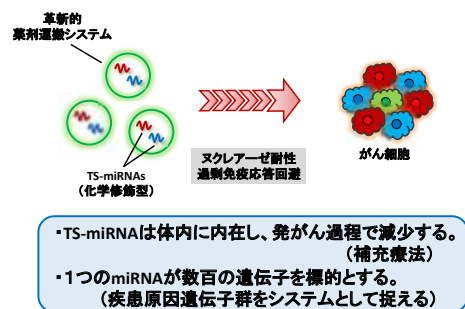 革新的
薬剤運搬システム
TS-miRNAs
(化学修飾型)
ヌクレアーゼ耐性
過剰免疫応答回避
がん細胞
・TS-miRNAは体内に内在し、発がん過程で減少する。
(補充療法)
・１つのmiRNAが数百の遺伝子を標的とする。
(疾患原因遺伝子群をシステムとして捉える)